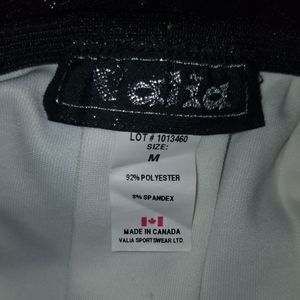 Valia
LOT # 1013460
SIZE:
M
92% POLYESTER
8% SPANDEX
MADE IN CANADA
VALIA SPORTSWEAR LTD.